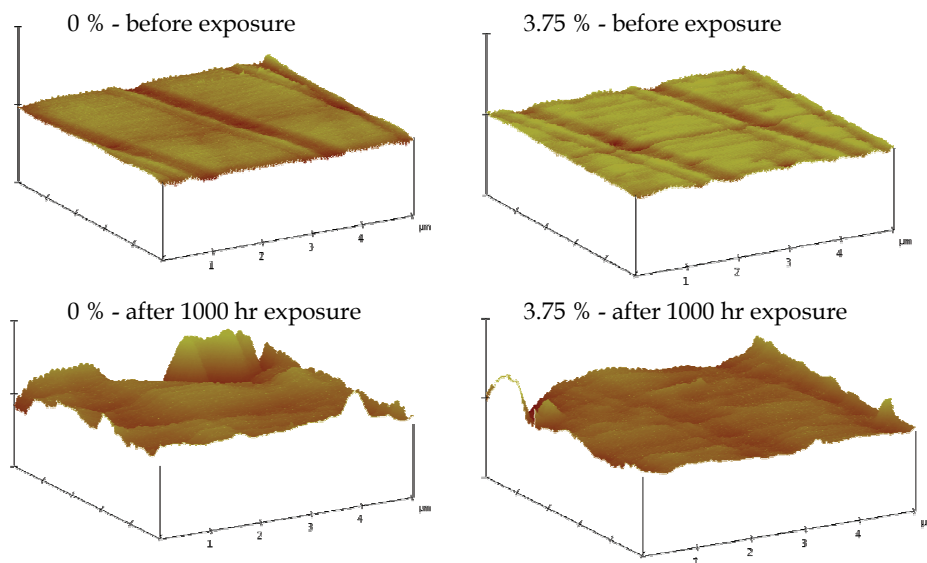 0 % - before exposure
3.75 % - before exposure
1 2 3 4 µm
1 2 3 4 µm
0 % - after 1000 hr exposure
3.75 % - after 1000 hr exposure
1 2 3 4 µm
1 2 3 4 µ